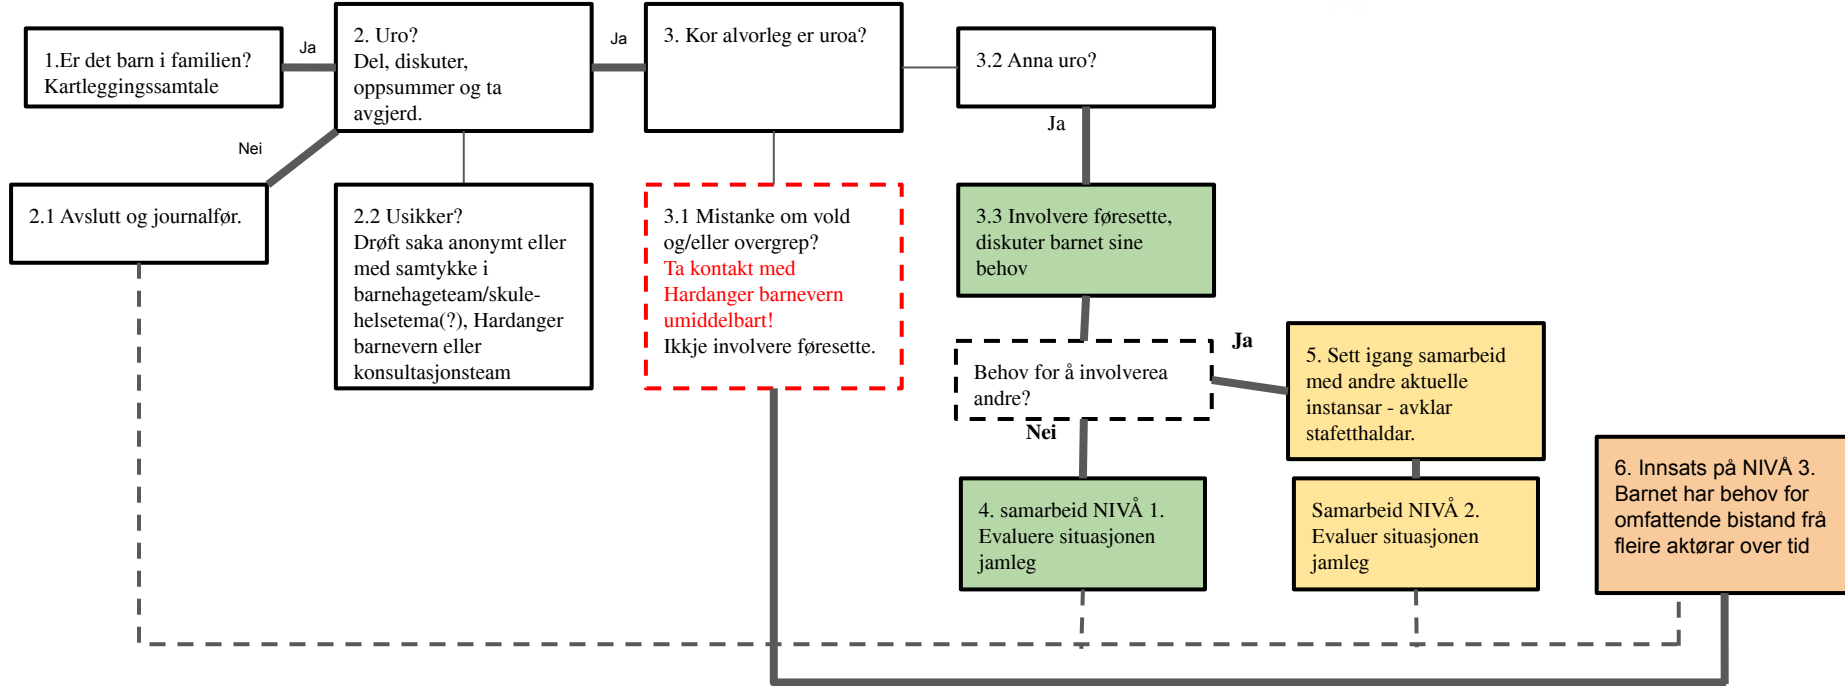 1.Er det barn i familien?
Kartleggingssamtale
Ja
2. Uro?
Del, diskuter,
oppsummer og ta
avgjerd.
Ja
3. Kor alvorleg er uroa?
3.2 Anna uro?
Nei
Ja
2.1 Avslutt og journalfør.
2.2 Usikker?
Drøft saka anonymt eller
med samtykke i
barnehageteam/skule-
helsetema(?), Hardanger
barnevern eller
konsultasjonsteam
3.1 Mistanke om vold
og/eller overgrep?
Ta kontakt med
Hardanger barnevern
umiddelbart!
Ikkje involvere føresette.
3.3 Involvere føresette,
diskuter barnet sine
behov
Behov for å involverea
andre?
Ja
Nei
5. Sett igang samarbeid
med andre aktuelle
instansar - avklar
stafetthaldar.
4. samarbeid NIVÅ 1.
Evaluere situasjonen
jamleg
Samarbeid NIVÅ 2.
Evaluer situasjonen
jamleg
6. Innsats på NIVÅ 3.
Barnet har behov for
omfattende bistand frå
fleire aktørar over tid